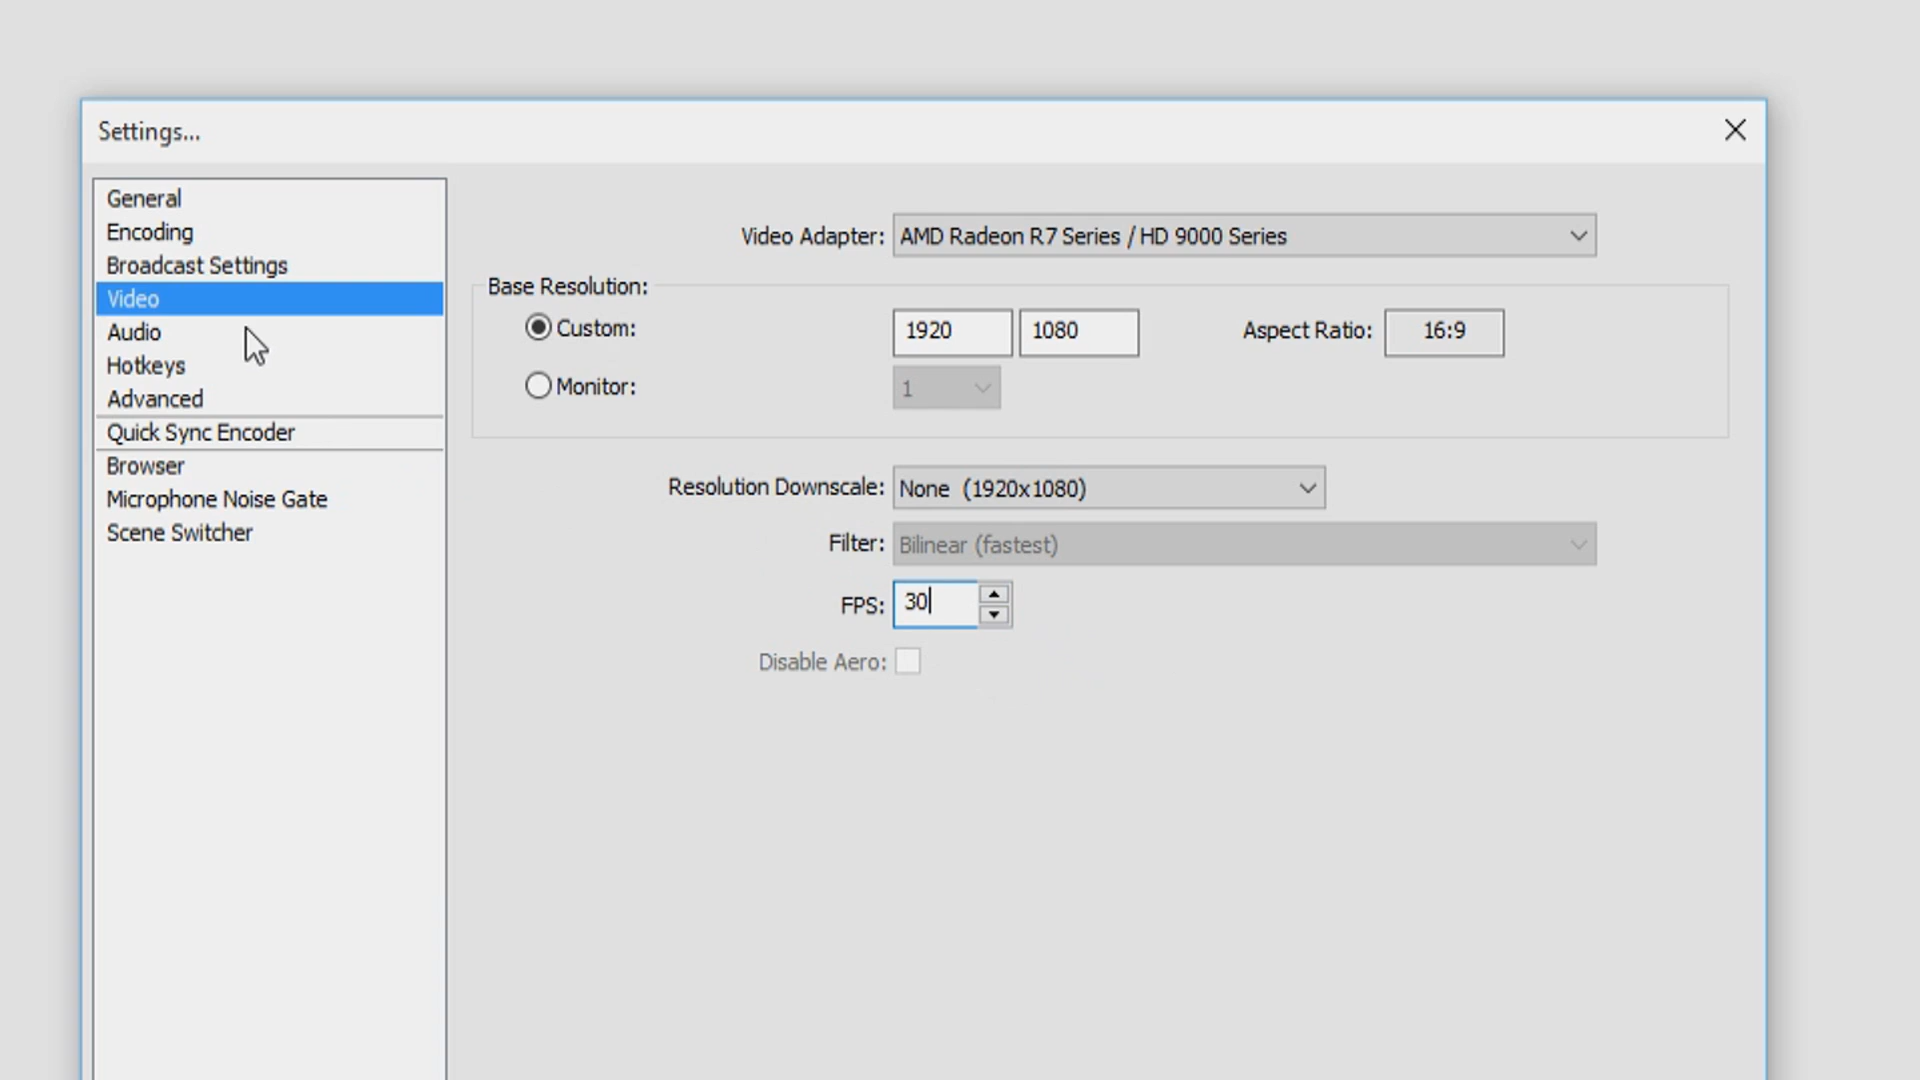 Settings...
General
Encoding
Broadcast Settings
Video
Audio
Hotkeys
Advanced
Quick Sync Encoder
Browser
Microphone Noise Gate
Scene Switcher
Video Adapter: AMD Radeon R7 Series / HD 9000 Series
Base Resolution:
Custom: 1920 1080 Aspect Ratio: 16:9
Monitor: 1
Resolution Downscale: None (1920x1080)
Filter: Bilinear (fastest)
FPS: 30
Disable Aero: